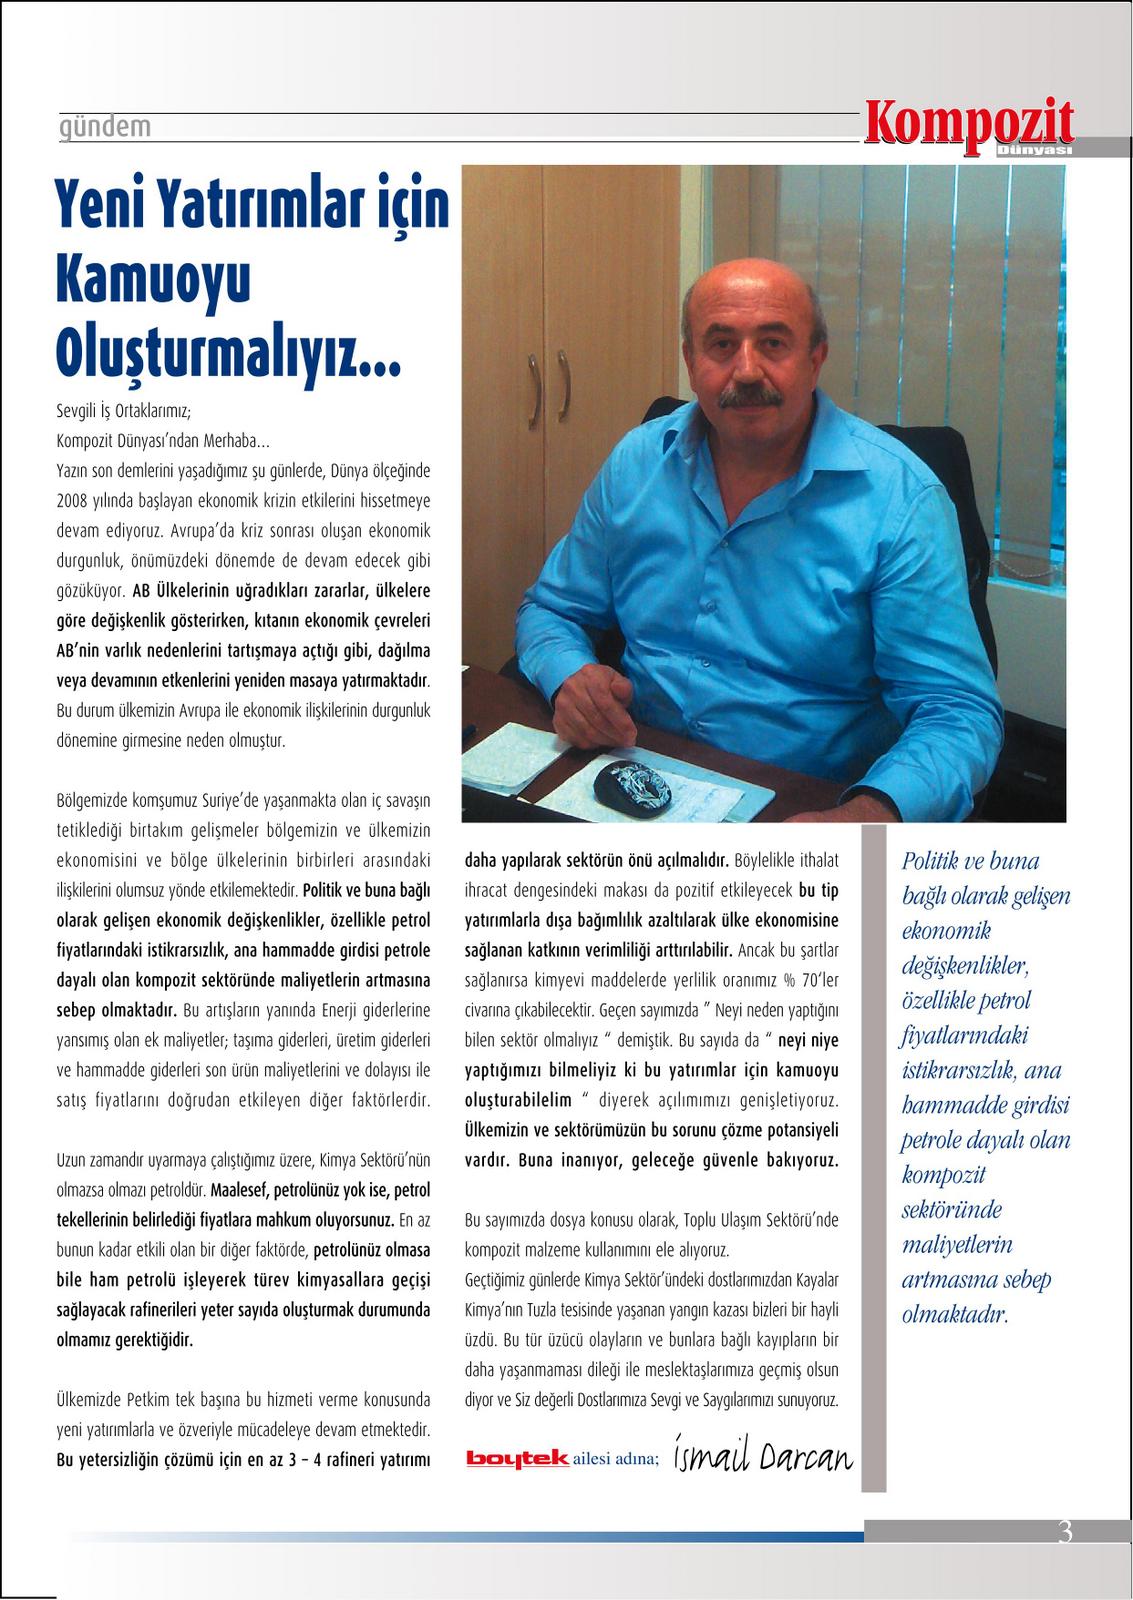 gündem
Kompozit
Dünyası
Yeni Yatırımlar için
Kamuoyu
Oluşturmalıyız...
Sevgili İş Ortaklarımız;
Kompozit Dünyası’ndan Merhaba...
Yazın son demlerini yaşadığımız şu günlerde, Dünya ölçeğinde
2008 yılında başlayan ekonomik krizin etkilerini hissetmeye
devam ediyoruz. Avrupa’da kriz sonrası oluşan ekonomik
durgunluk, önümüzdeki dönemde de devam edecek gibi
gözüküyor. AB Ülkelerinin uğradıkları zararlar, ülkelere
göre değişkenlik gösterirken, kıtanın ekonomik çevreleri
AB’nin varlık nedenlerini tartışmaya açtığı gibi, dağılma
veya devamının etkenlerini yeniden masaya yatırmaktadır.
Bu durum ülkemizin Avrupa ile ekonomik ilişkilerinin durgunluk
dönemine girmesine neden olmuştur.
Bölgemizde komşumuz Suriye’de yaşanmakta olan iç savaşın
tetiklediği birtakım gelişmeler bölgemizin ve ülkemizin
ekonomisini ve bölge ülkelerinin birbirleri arasındaki
ilişkilerini olumsuz yönde etkilemektedir. Politik ve buna bağlı
olarak gelişen ekonomik değişkenlikler, özellikle petrol
fiyatlarındaki istikrarsızlık, ana hammadde girdisi petrole
dayalı olan kompozit sektöründe maliyetlerin artmasına
sebep olmaktadır. Bu artışların yanında Enerji giderlerine
yansımış olan ek maliyetler; taşıma giderleri, üretim giderleri
ve hammadde giderleri son ürün maliyetlerini ve dolayısı ile
satış fiyatlarını doğrudan etkileyen diğer faktörlerdir.
Uzun zamandır uyarmaya çalıştığımız üzere, Kimya Sektörü’nün
olmazsa olmazı petroldür. Maalesef, petrolünüz yok ise, petrol
tekellerinin belirlediği fiyatlara mahkum oluyorsunuz. En az
bunun kadar etkili olan bir diğer faktörde, petrolünüz olmasa
bile ham petrolü işleyerek türev kimyasallara geçişi
sağlayacak rafinerileri yeter sayıda oluşturmak durumunda
olmamız gerektiğidir.
Ülkemizde Petkim tek başına bu hizmeti verme konusunda
yeni yatırımlarla ve özveriyle mücadeleye devam etmektedir.
Bu yetersizliğin çözümü için en az 3 – 4 rafineri yatırımı
daha yapılarak sektörün önü açılmalıdır. Böylelikle ithalat
ihracat dengesindeki makası da pozitif etkileyecek bu tip
yatırımlarla dışa bağımlılık azaltılarak ülke ekonomisine
sağlanan katkının verimliliği arttırılabilir. Ancak bu şartlar
sağlanırsa kimyevi maddelerde yerlilik oranımız % 70‘ler
civarına çıkabilecektir. Geçen sayımızda ” Neyi neden yaptığını
bilen sektör olmalıyız “ demiştik. Bu sayıda da “ neyi niye
yaptığımızı bilmeliyiz ki bu yatırımlar için kamuoyu
oluşturabilelim “ diyerek açılımımızı genişletiyoruz.
Ülkemizin ve sektörümüzün bu sorunu çözme potansiyeli
vardır. Buna inanıyor, geleceğe güvenle bakıyoruz.
Bu sayımızda dosya konusu olarak, Toplu Ulaşım Sektörü’nde
kompozit malzeme kullanımını ele alıyoruz.
Geçtiğimiz günlerde Kimya Sektör’ündeki dostlarımızdan Kayalar
Kimya’nın Tuzla tesisinde yaşanan yangın kazası bizleri bir hayli
üzdü. Bu tür üzücü olayların ve bunlara bağlı kayıpların bir
daha yaşanmaması dileği ile meslektaşlarımıza geçmiş olsun
diyor ve Siz değerli Dostlarımıza Sevgi ve Saygılarımızı sunuyoruz.
boytek ailesi adına; İsmail Darcan
Politik ve buna
bağlı olarak gelişen
ekonomik
değişkenlikler,
özellikle petrol
fiyatlarındaki
istikrarsızlık, ana
hammadde girdisi
petrole dayalı olan
kompozit
sektöründe
maliyetlerin
artmasına sebep
olmaktadır.
3